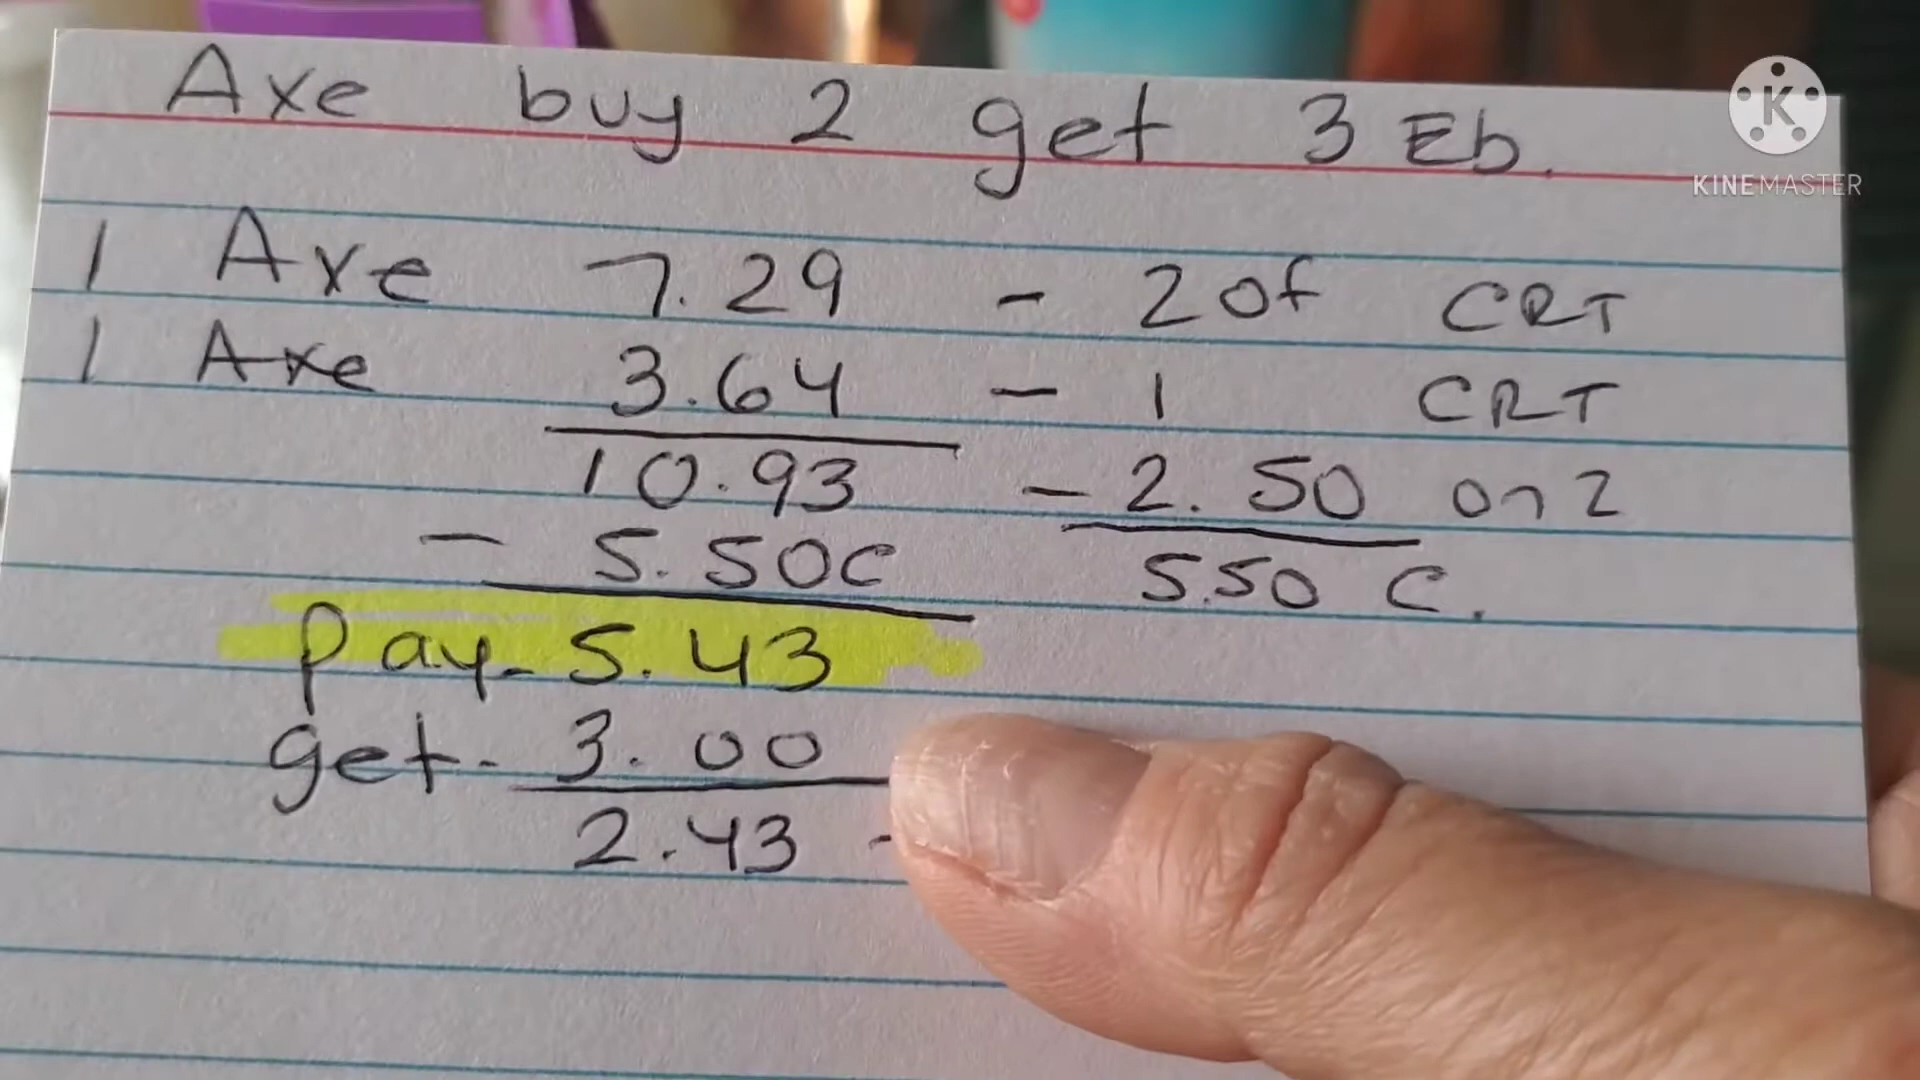 Axe buy 2 get 3 Eb.
1 Axe 7.29 - 2 of CRT
1 Axe 3.64 - 1 CRT
10.93 - 2.50 on 2
- 5.50C 5.50 C.
Pay- 5.43
get- 3.00
2.43 -
K
KINEMASTER